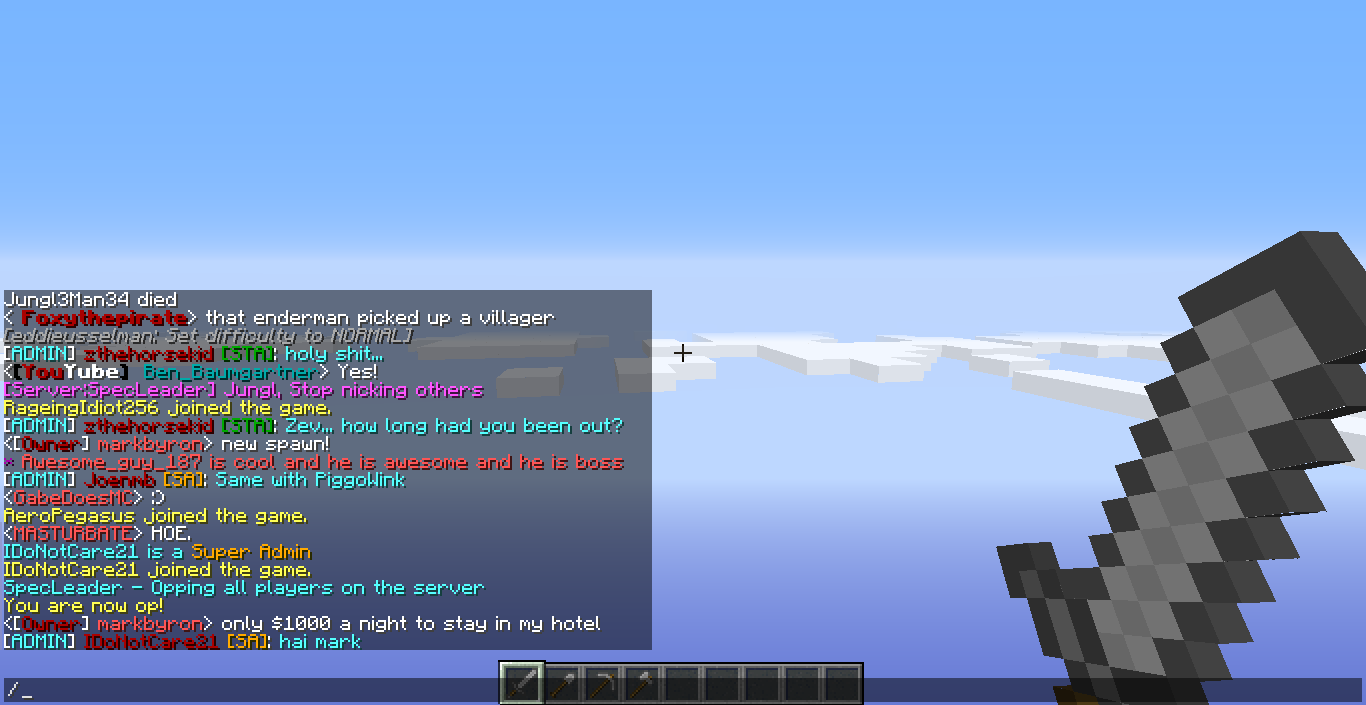 Jungl3Man34 died
< Foxythepirate> that enderman picked up a villager
[eddieusselman: Set difficulty to NORMAL]
[ADMIN] zthehorsekid [STA]: holy shit...
<[YouTube] Ben_Baumgartner> Yes!
[Server:SpecLeader] Jungl, Stop nicking others
RageingIdiot256 joined the game.
[ADMIN] zthehorsekid [STA]: Zev... how long had you been out?
<[Owner] markbyron> new spawn!
* Awesome_guy_187 is cool and he is awesome and he is boss
[ADMIN] Joenmb [SA]: Same with PiggoWink
<GabeDoesMC> :D
AeroPegasus joined the game.
<MASTURBATE> HOE.
IDoNotCare21 is a Super Admin
IDoNotCare21 joined the game.
SpecLeader - Opping all players on the server
You are now op!
<[Owner] markbyron> only $1000 a night to stay in my hotel
[ADMIN] IDoNotCare21 [SA]: hai mark
/_